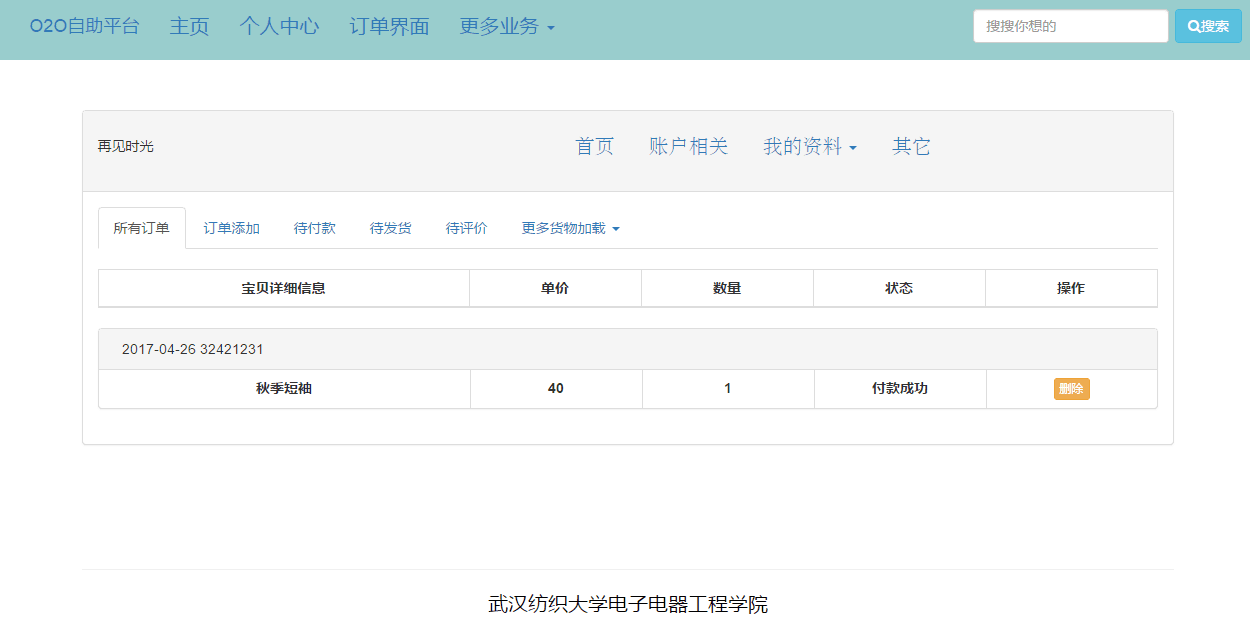 O2O自助平台 主页 个人中心 订单界面 更多业务 搜搜你想的 搜索
再见时光 首页 账户相关 我的资料 其它
所有订单 订单添加 待付款 待发货 待评价 更多货物加载
宝贝详细信息 单价 数量 状态 操作
2017-04-26 32421231
秋季短袖 40 1 付款成功 删除
武汉纺织大学电子电器工程学院